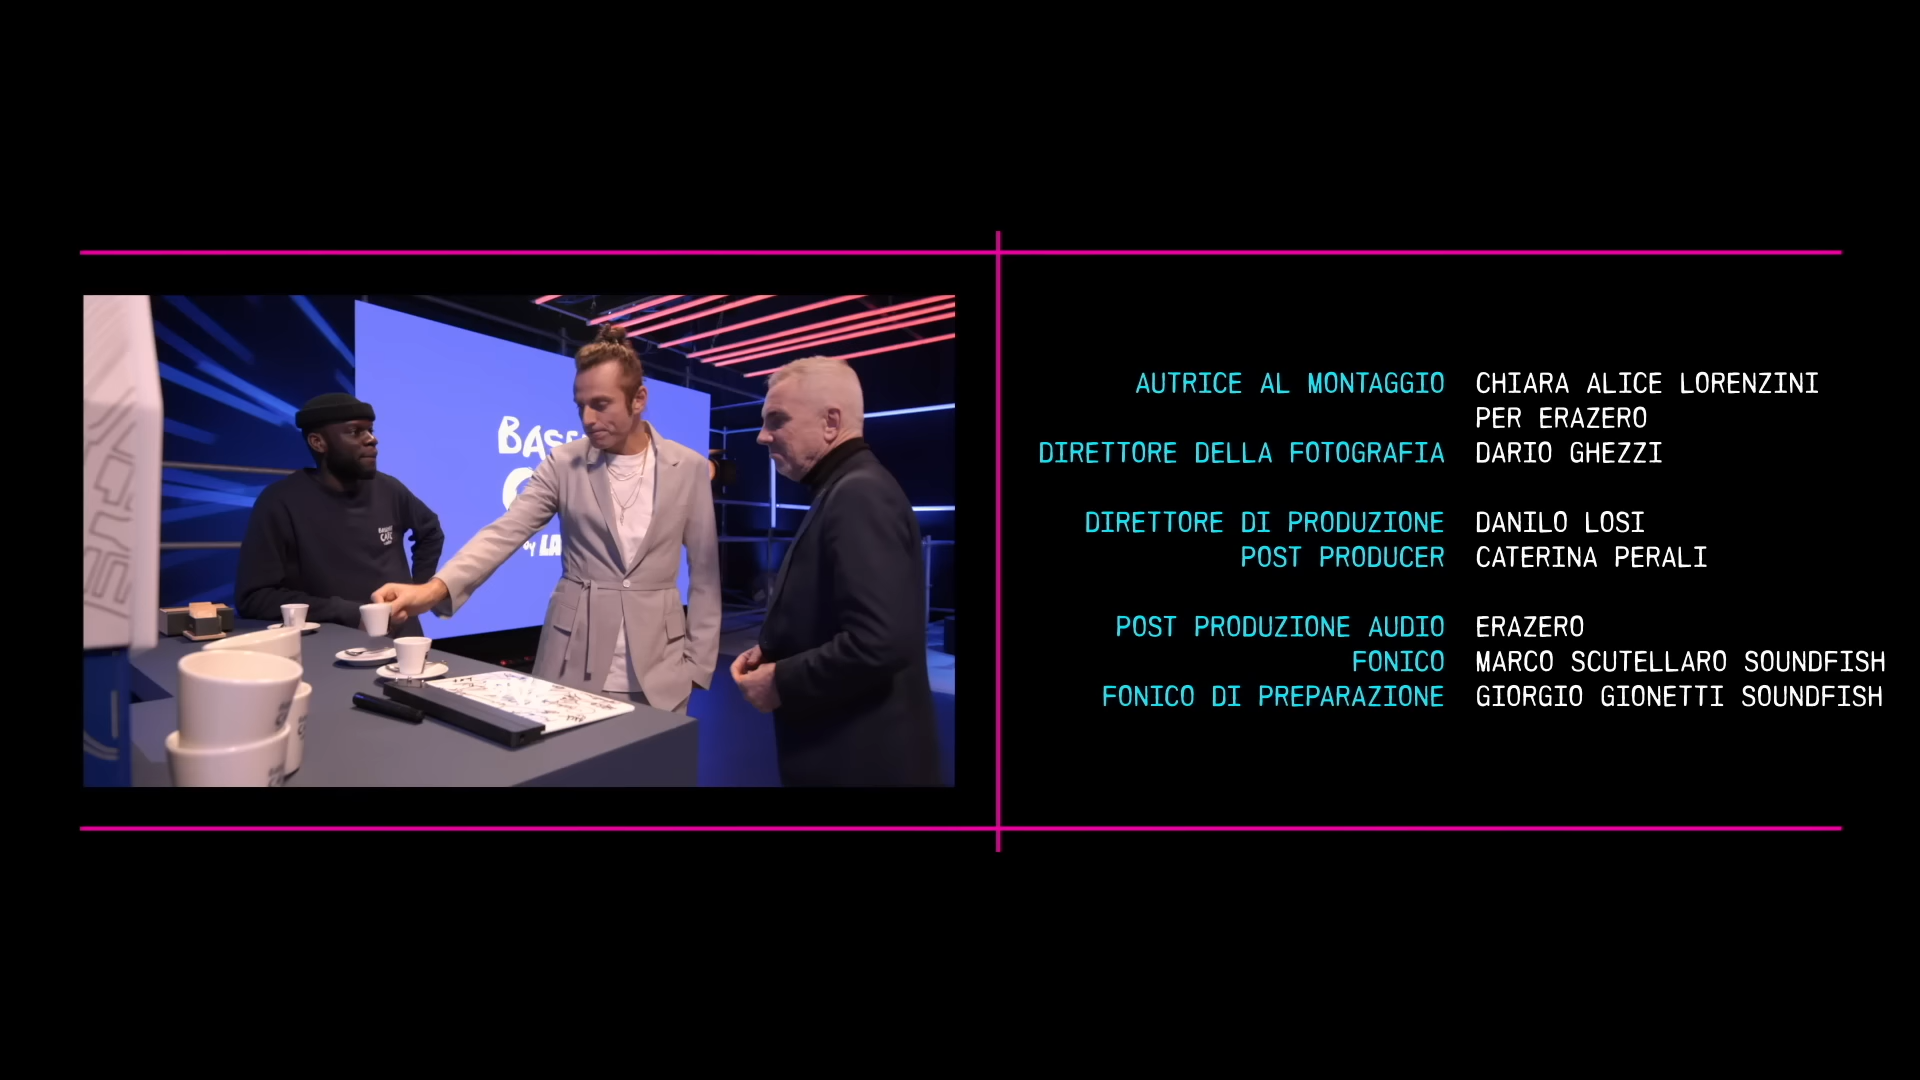 AUTRICE AL MONTAGGIO CHIARA ALICE LORENZINI
PER ERAZERO
DIRETTORE DELLA FOTOGRAFIA DARIO GHEZZI
DIRETTORE DI PRODUZIONE DANILO LOSI
POST PRODUCER CATERINA PERALI
POST PRODUZIONE AUDIO ERAZERO
FONICO MARCO SCUTELLARO SOUNDFISH
FONICO DI PREPARAZIONE GIORGIO GIONETTI SOUNDFISH
by